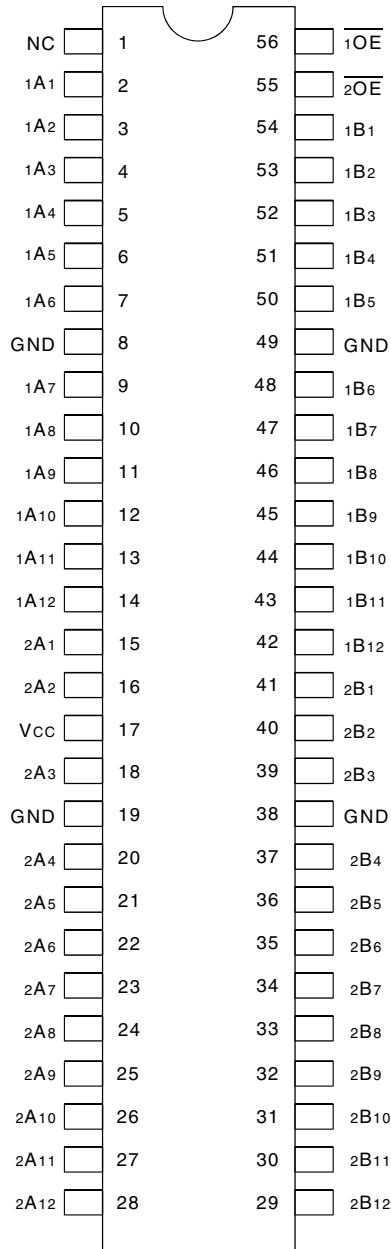 NC 1 56 1OE
1A1 2 55 2OE
1A2 3 54 1B1
1A3 4 53 1B2
1A4 5 52 1B3
1A5 6 51 1B4
1A6 7 50 1B5
GND 8 49 GND
1A7 9 48 1B6
1A8 10 47 1B7
1A9 11 46 1B8
1A10 12 45 1B9
1A11 13 44 1B10
1A12 14 43 1B11
2A1 15 42 1B12
2A2 16 41 2B1
VCC 17 40 2B2
2A3 18 39 2B3
GND 19 38 GND
2A4 20 37 2B4
2A5 21 36 2B5
2A6 22 35 2B6
2A7 23 34 2B7
2A8 24 33 2B8
2A9 25 32 2B9
2A10 26 31 2B10
2A11 27 30 2B11
2A12 28 29 2B12